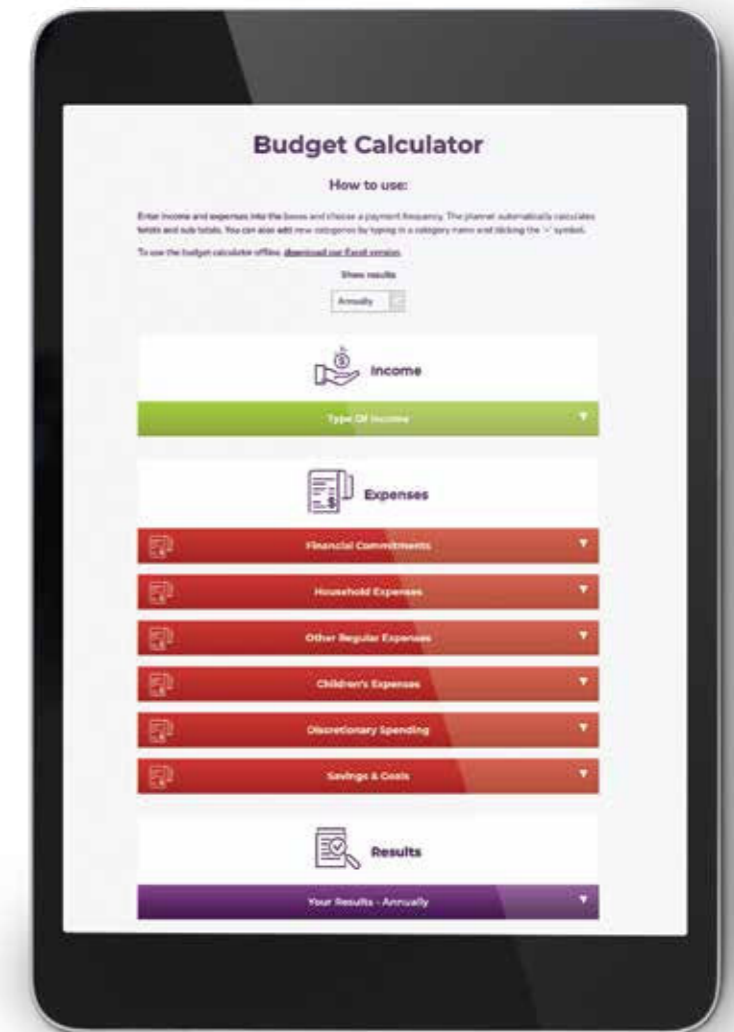 Budget Calculator
How to use:
Enter income and expenses into the boxes and choose a payment frequency. The planner automatically calculates
totals and sub totals. You can also add new categories by typing in a category name and clicking the '+' symbol.
To use the budget calculator offline, download our Excel version.
Show results
Annually
Income
Type Of Income
Expenses
Financial Commitments
Household Expenses
Other Regular Expenses
Children's Expenses
Discretionary Spending
Savings & Goals
Results
Your Results - Annually